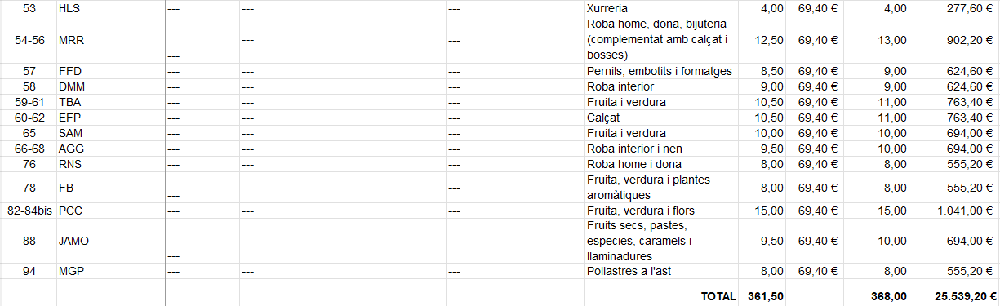 53 HLS --- --- --- Xurreria 4,00 69,40 € 4,00 277,60 €
54-56 MRR --- --- --- Roba home, dona, bijuteria
(complementat amb calçat i
bosses) 12,50 69,40 € 13,00 902,20 €
57 FFD --- --- --- Pernils, embotits i formatges 8,50 69,40 € 9,00 624,60 €
58 DMM --- --- --- Roba interior 9,00 69,40 € 9,00 624,60 €
59-61 TBA --- --- --- Fruita i verdura 10,50 69,40 € 11,00 763,40 €
60-62 EFP --- --- --- Calçat 10,50 69,40 € 11,00 763,40 €
65 SAM --- --- --- Fruita i verdura 10,00 69,40 € 10,00 694,00 €
66-68 AGG --- --- --- Roba interior i nen 9,50 69,40 € 10,00 694,00 €
76 RNS --- --- --- Roba home i dona 8,00 69,40 € 8,00 555,20 €
78 FB --- --- --- Fruita, verdura i plantes
aromàtiques 8,00 69,40 € 8,00 555,20 €
82-84bis PCC --- --- --- Fruita, verdura i flors 15,00 69,40 € 15,00 1.041,00 €
88 JAMO --- --- --- Fruits secs, pastes,
especies, caramels i
llaminadures 9,50 69,40 € 10,00 694,00 €
94 MGP --- --- --- Pollastres a l'ast 8,00 69,40 € 8,00 555,20 €
TOTAL 361,50 368,00 25.539,20 €